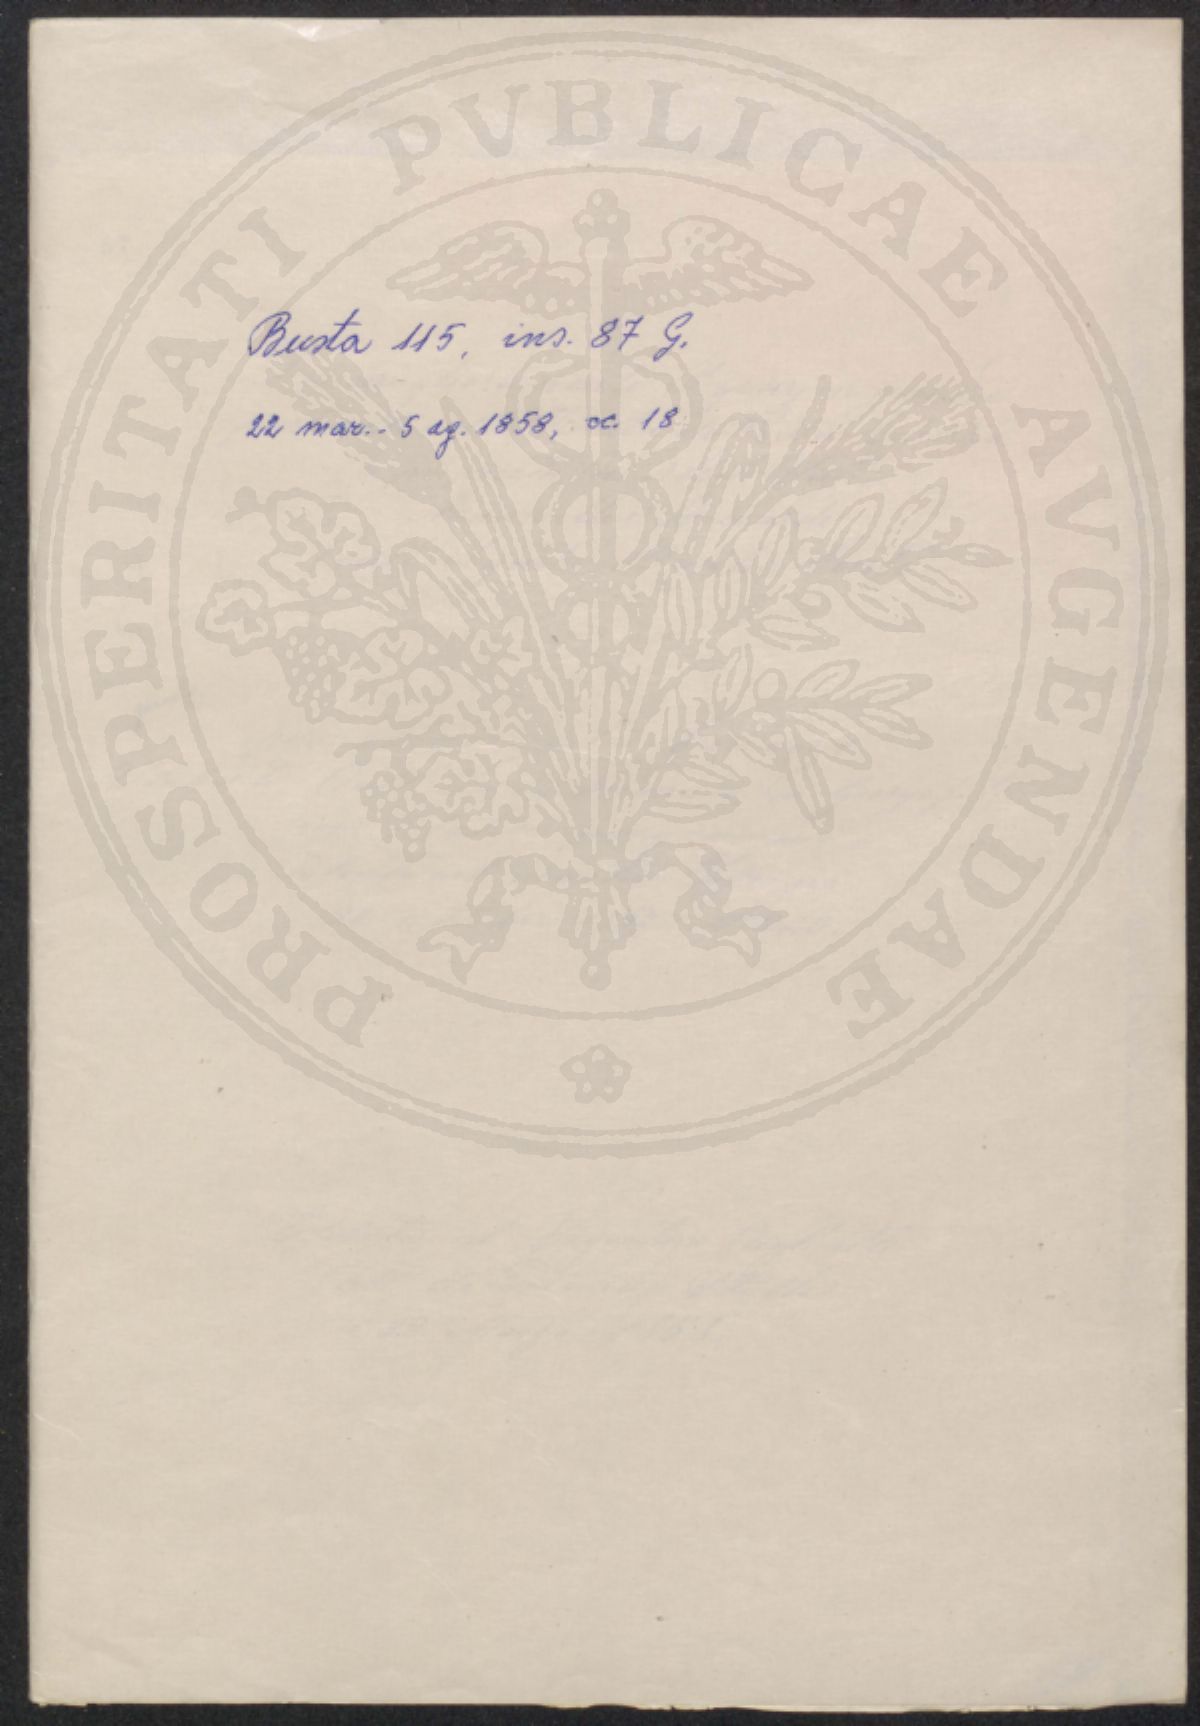 Busta 115, ins. 87 G.
22 mar. - 5 ag. 1858, cc. 18
PROSPERITATI PVBLICAE AVGENDAE